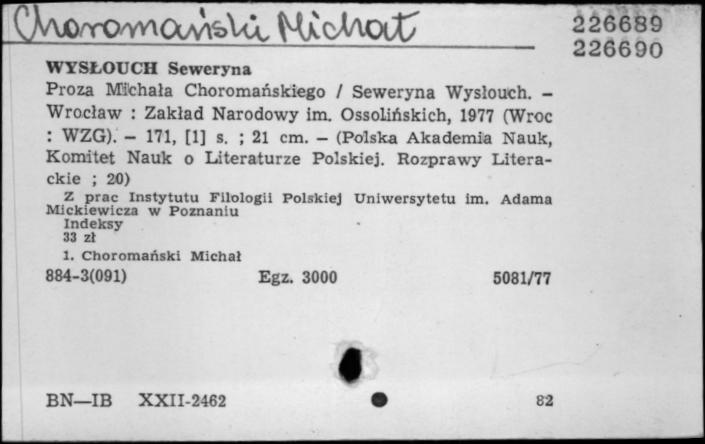 Choromański Michał
226689
226690
WYSŁOUCH Seweryna
Proza Michała Choromańskiego / Seweryna Wysłouch. —
Wrocław : Zakład Narodowy im. Ossolińskich, 1977 (Wroc
: WZG). — 171, [1] s. ; 21 cm. — (Polska Akademia Nauk,
Komitet Nauk o Literaturze Polskiej. Rozprawy Litera-
ckie ; 20)
Z prac Instytutu Filologii Polskiej Uniwersytetu im. Adama
Mickiewicza w Poznaniu
Indeksy
33 zł
1. Choromański Michał
884-3(091) Egz. 3000 5081/77
BN—IB XXII-2462 82